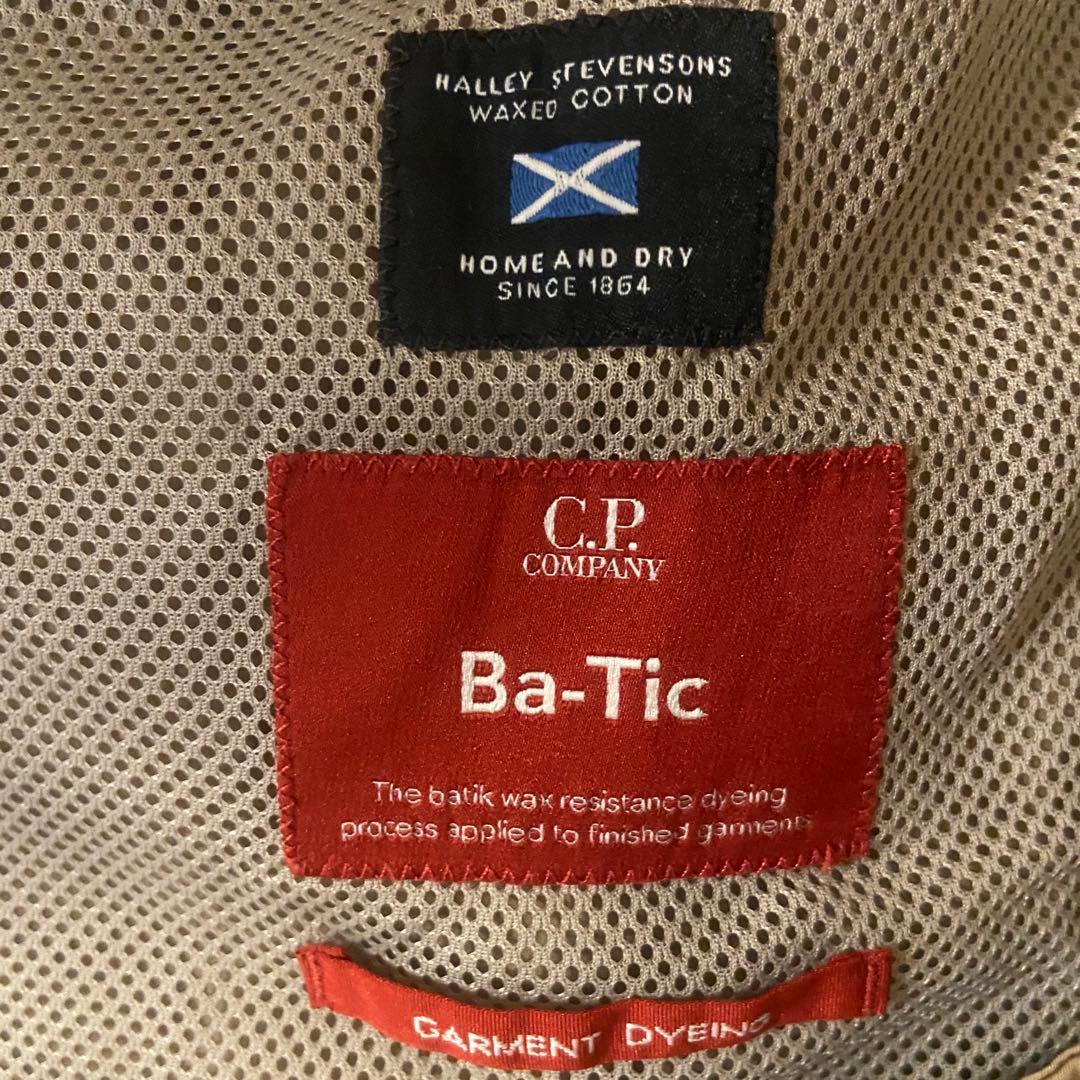 HALLEY STEVENSONS
WAXED COTTON
HOME AND DRY
SINCE 1864
C.P.
COMPANY
Ba-Tic
The batik wax resistance dyeing
process applied to finished garments
GARMENT DYEING